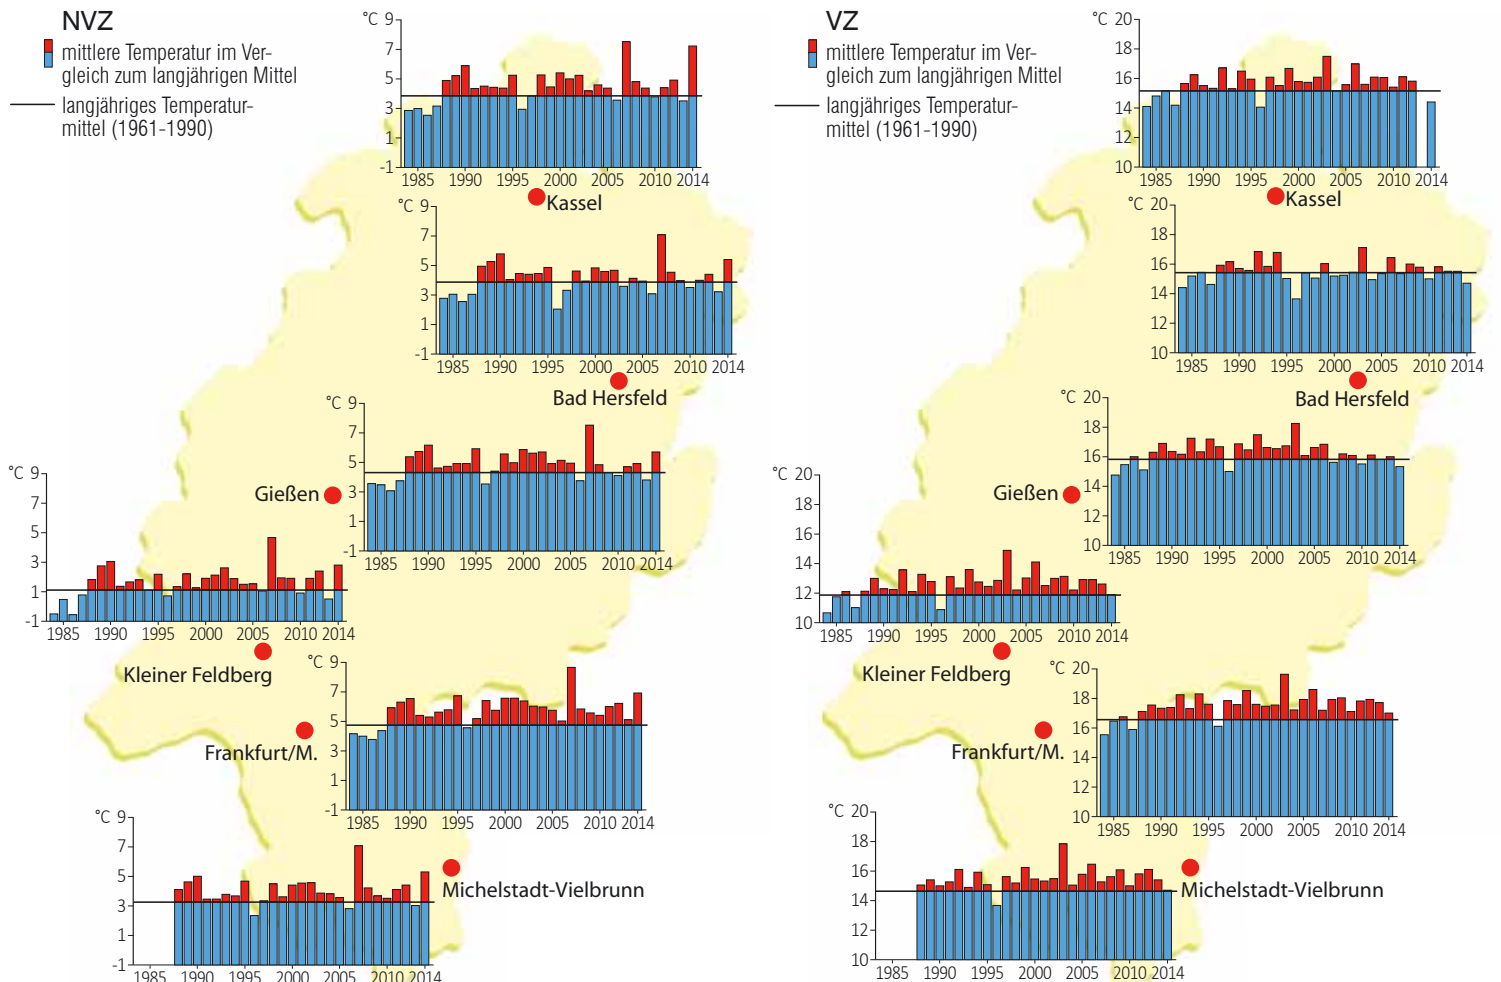 NVZ
mittlere Temperatur im Ver-
gleich zum langjährigen Mittel
langjähriges Temperatur-
mittel (1961-1990)
°C 9
7
5
3
1
-1
1985 1990 1995 2000 2005 2010 2014
Kassel
°C 9
7
5
3
1
-1
1985 1990 1995 2000 2005 2010 2014
Bad Hersfeld
°C 9
7
5
3
1
-1
1985 1990 1995 2000 2005 2010 2014
Gießen
°C 9
7
5
3
1
-1
1985 1990 1995 2000 2005 2010 2014
Kleiner Feldberg
°C 9
7
5
3
1
-1
1985 1990 1995 2000 2005 2010 2014
Frankfurt/M.
°C 9
7
5
3
1
-1
1985 1990 1995 2000 2005 2010 2014
Michelstadt-Vielbrunn
VZ
mittlere Temperatur im Ver-
gleich zum langjährigen Mittel
langjähriges Temperatur-
mittel (1961-1990)
°C 20
18
16
14
12
10
1985 1990 1995 2000 2005 2010 2014
Kassel
°C 20
18
16
14
12
10
1985 1990 1995 2000 2005 2010 2014
Bad Hersfeld
°C 20
18
16
14
12
10
1985 1990 1995 2000 2005 2010 2014
Gießen
°C 20
18
16
14
12
10
1985 1990 1995 2000 2005 2010 2014
Kleiner Feldberg
°C 20
18
16
14
12
10
1985 1990 1995 2000 2005 2010 2014
Frankfurt/M.
°C 20
18
16
14
12
10
1985 1990 1995 2000 2005 2010 2014
Michelstadt-Vielbrunn